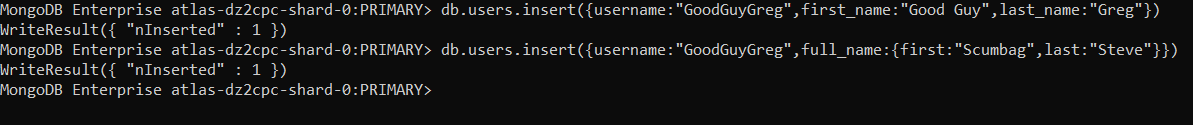 MongoDB Enterprise atlas-dz2cpc-shard-0:PRIMARY> db.users.insert({username:"GoodGuyGreg",first_name:"Good Guy",last_name:"Greg"})
WriteResult({ "nInserted" : 1 })
MongoDB Enterprise atlas-dz2cpc-shard-0:PRIMARY> db.users.insert({username:"GoodGuyGreg",full_name:{first:"Scumbag",last:"Steve"}})
WriteResult({ "nInserted" : 1 })
MongoDB Enterprise atlas-dz2cpc-shard-0:PRIMARY>